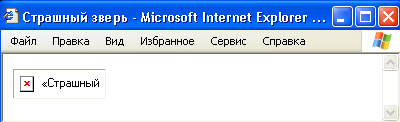 Страшный зверь - Microsoft Internet Explorer ...
Файл Правка Вид Избранное Сервис Справка
«Страшный